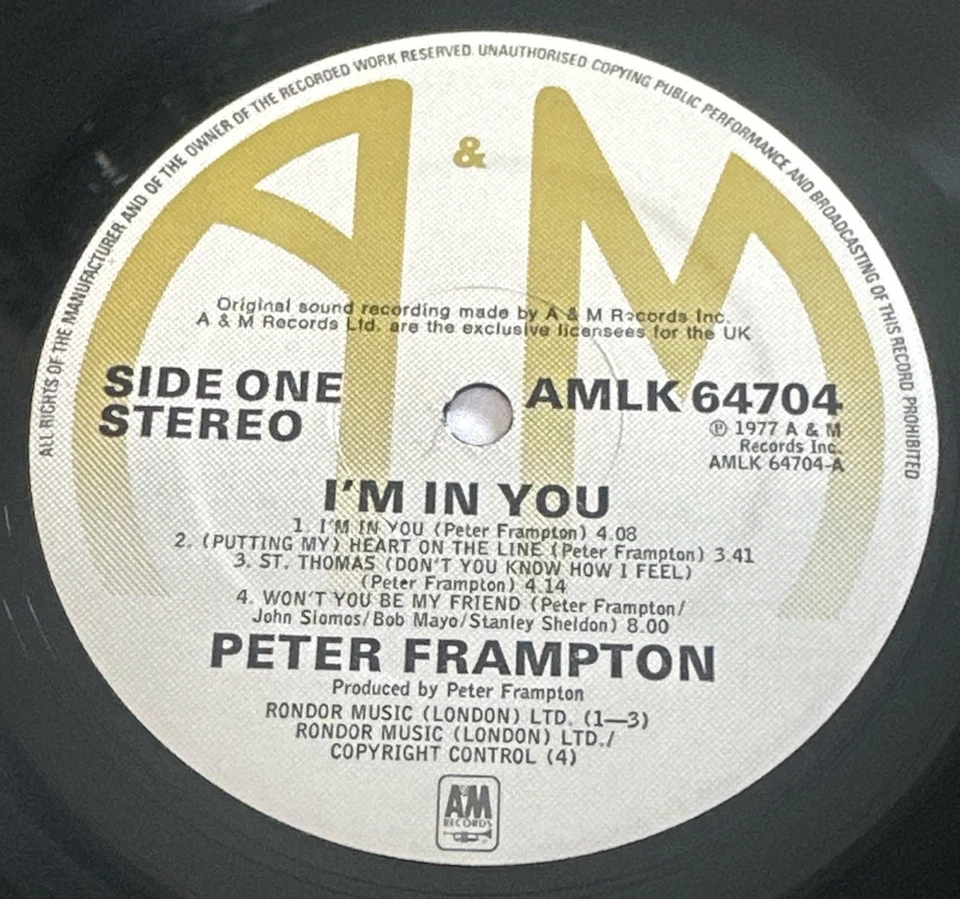 ALL RIGHTS OF THE MANUFACTURER AND OF THE OWNER OF THE RECORDED WORK RESERVED. UNAUTHORISED COPYING PUBLIC PERFORMANCE AND BROADCASTING OF THIS RECORD PROHIBITED
A & M
Original sound recording made by A & M Records Inc.
A & M Records Ltd. are the exclusive licensees for the UK
SIDE ONE
STEREO
AMLK 64704
℗ 1977 A & M
Records Inc.
AMLK 64704-A
I'M IN YOU
1. I'M IN YOU (Peter Frampton) 4.08
2. (PUTTING MY) HEART ON THE LINE (Peter Frampton) 3.41
3. ST. THOMAS (DON'T YOU KNOW HOW I FEEL)
(Peter Frampton) 4.14
4. WON'T YOU BE MY FRIEND (Peter Frampton/
John Siomos/Bob Mayo/Stanley Sheldon) 8.00
PETER FRAMPTON
Produced by Peter Frampton
RONDOR MUSIC (LONDON) LTD. (1—3)
RONDOR MUSIC (LONDON) LTD./
COPYRIGHT CONTROL (4)
A&M
RECORDS